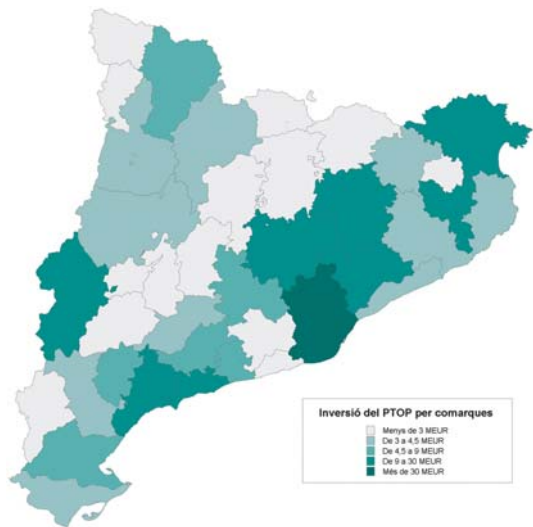 Inversió del PTOP per comarques
Menys de 3 MEUR
De 3 a 4,5 MEUR
De 4,5 a 9 MEUR
De 9 a 30 MEUR
Més de 30 MEUR